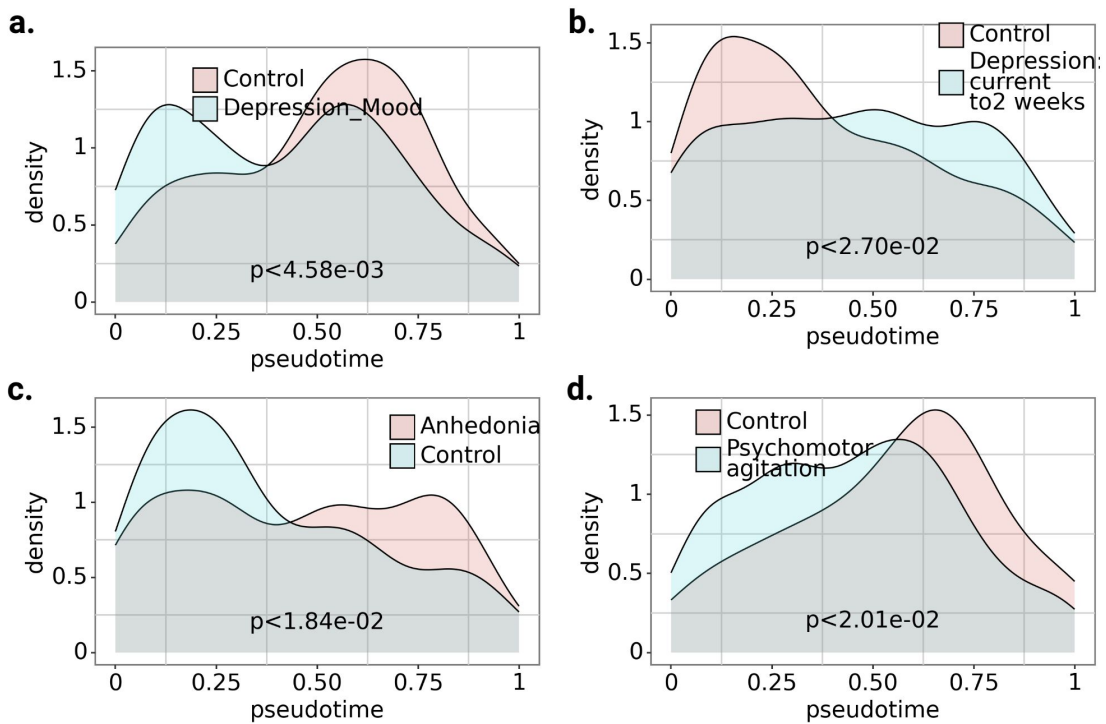 a.
1.5
1
0.5
0
density
Control
Depression_Mood
p<4.58e-03
0 0.25 0.50 0.75 1
pseudotime
b.
1.5
1
0.5
0
density
Control
Depression:
current
to2 weeks
p<2.70e-02
0 0.25 0.50 0.75 1
pseudotime
c.
1.5
1
0.5
0
density
Anhedonia
Control
p<1.84e-02
0 0.25 0.50 0.75 1
pseudotime
d.
1.5
1
0.5
0
density
Control
Psychomotor
agitation
p<2.01e-02
0 0.25 0.50 0.75 1
pseudotime